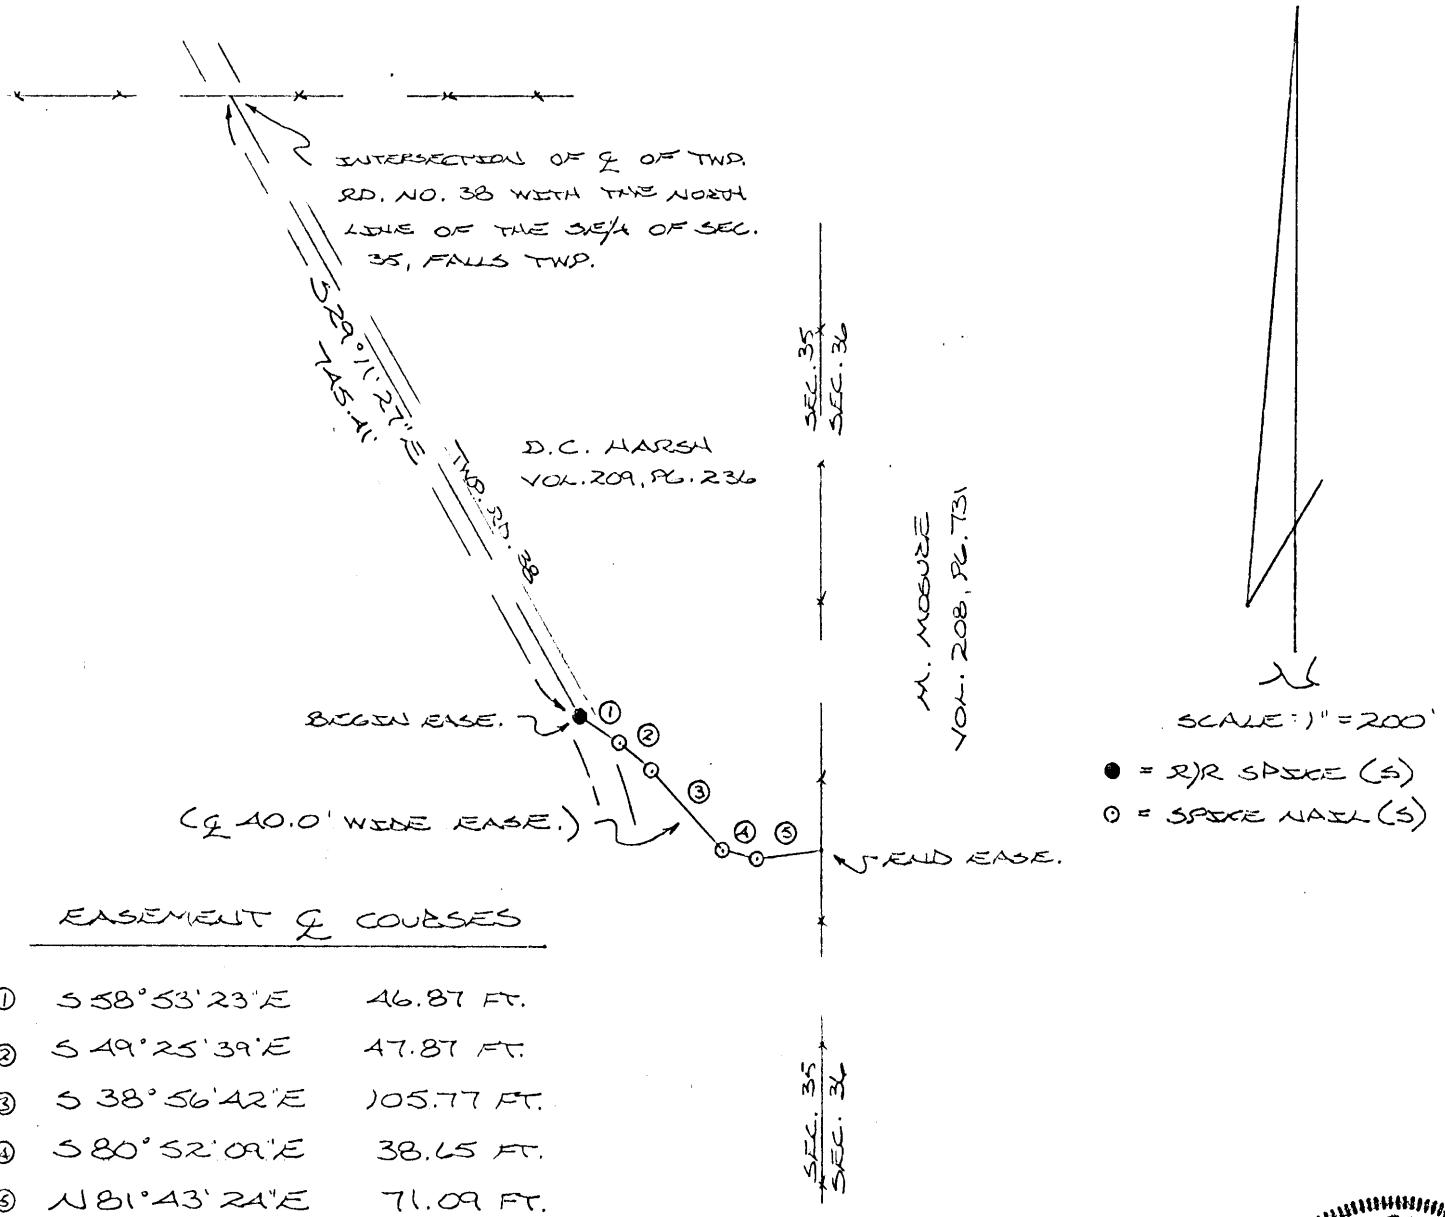 INTERSECTION OF ℄ OF TWP.
RD. NO. 38 WITH THE NORTH
LINE OF THE SE/4 OF SEC.
35, FALLS TWP.
S29°11'27"E
745.41'
TWP. RD. 38
D.C. HARSH
VOL. 209, PG. 236
SEC. 35
SEC. 36
M. MOSURE
VOL. 208, PG. 731
N
SCALE: 1" = 200'
● = R/R SPIKE (S)
○ = SPIKE NAIL (S)
BEGIN EASE.
① ② ③ ④ ⑤
(℄ 40.0' WIDE EASE.)
END EASE.
EASEMENT ℄ COURSES
① S 58°53'23"E 46.87 FT.
② S 49°25'39"E 47.87 FT.
③ S 38°56'42"E 105.77 FT.
④ S 80°52'09"E 38.65 FT.
⑤ N 81°43'24"E 71.09 FT.
SEC. 35
SEC. 36